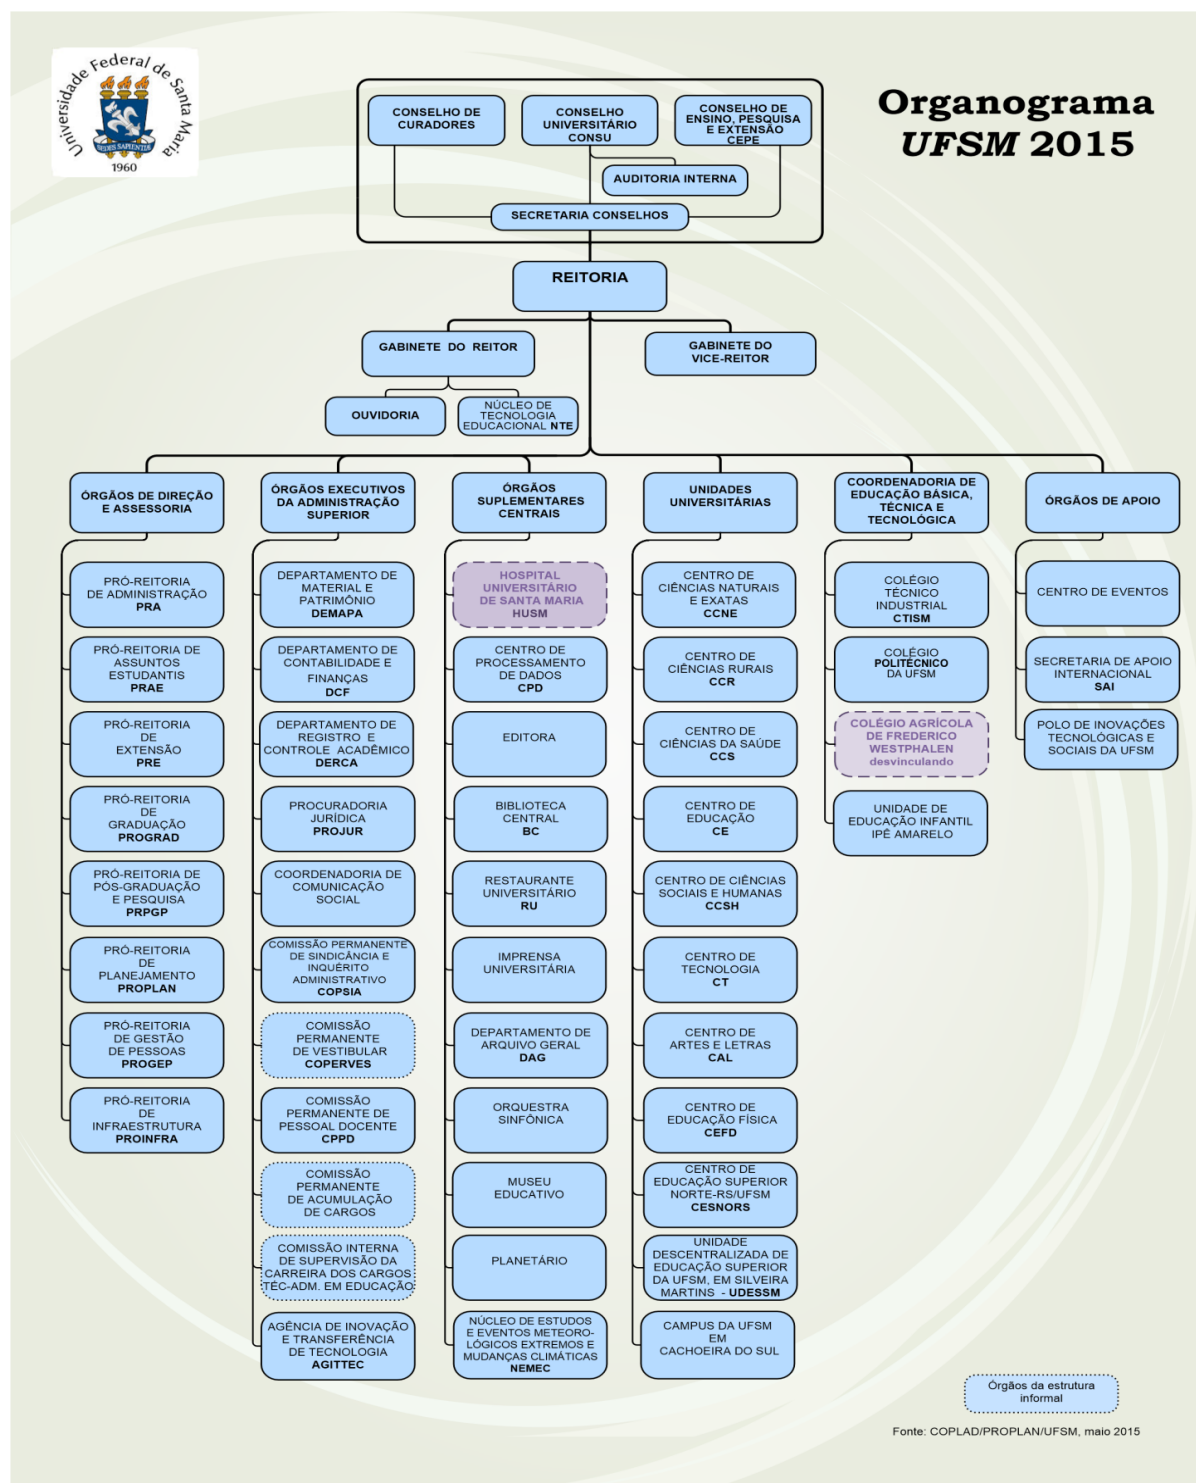 Universidade Federal de Santa Maria
SEDES SAPIENTIAE
1960
Organograma
UFSM 2015
CONSELHO DE
CURADORES
CONSELHO
UNIVERSITÁRIO
CONSU
CONSELHO DE
ENSINO, PESQUISA
E EXTENSÃO
CEPE
AUDITORIA INTERNA
SECRETARIA CONSELHOS
REITORIA
GABINETE DO REITOR
GABINETE DO
VICE-REITOR
OUVIDORIA
NÚCLEO DE
TECNOLOGIA
EDUCACIONAL NTE
ÓRGÃOS DE DIREÇÃO
E ASSESSORIA
PRÓ-REITORIA
DE ADMINISTRAÇÃO
PRA
PRÓ-REITORIA DE
ASSUNTOS
ESTUDANTIS
PRAE
PRÓ-REITORIA
DE
EXTENSÃO
PRE
PRÓ-REITORIA
DE
GRADUAÇÃO
PROGRAD
PRÓ-REITORIA DE
PÓS-GRADUAÇÃO
E PESQUISA
PRPGP
PRÓ-REITORIA
DE
PLANEJAMENTO
PROPLAN
PRÓ-REITORIA
DE GESTÃO
DE PESSOAS
PROGEP
PRÓ-REITORIA
DE
INFRAESTRUTURA
PROINFRA
ÓRGÃOS EXECUTIVOS
DA ADMINISTRAÇÃO
SUPERIOR
DEPARTAMENTO DE
MATERIAL E
PATRIMÔNIO
DEMAPA
DEPARTAMENTO DE
CONTABILIDADE E
FINANÇAS
DCF
DEPARTAMENTO DE
REGISTRO E
CONTROLE ACADÊMICO
DERCA
PROCURADORIA
JURÍDICA
PROJUR
COORDENADORIA DE
COMUNICAÇÃO
SOCIAL
COMISSÃO PERMANENTE
DE SINDICÂNCIA E
INQUÉRITO
ADMINISTRATIVO
COPSIA
COMISSÃO
PERMANENTE
DE VESTIBULAR
COPERVES
COMISSÃO
PERMANENTE DE
PESSOAL DOCENTE
CPPD
COMISSÃO
PERMANENTE
DE ACUMULAÇÃO
DE CARGOS
COMISSÃO INTERNA
DE SUPERVISÃO DA
CARREIRA DOS CARGOS
TÉC-ADM. EM EDUCAÇÃO
AGÊNCIA DE INOVAÇÃO
E TRANSFERÊNCIA
DE TECNOLOGIA
AGITTEC
ÓRGÃOS
SUPLEMENTARES
CENTRAIS
HOSPITAL
UNIVERSITÁRIO
DE SANTA MARIA
HUSM
CENTRO DE
PROCESSAMENTO
DE DADOS
CPD
EDITORA
BIBLIOTECA
CENTRAL
BC
RESTAURANTE
UNIVERSITÁRIO
RU
IMPRENSA
UNIVERSITÁRIA
DEPARTAMENTO DE
ARQUIVO GERAL
DAG
ORQUESTRA
SINFÔNICA
MUSEU
EDUCATIVO
PLANETÁRIO
NÚCLEO DE ESTUDOS
E EVENTOS METEORO-
LÓGICOS EXTREMOS E
MUDANÇAS CLIMÁTICAS
NEMEC
UNIDADES
UNIVERSITÁRIAS
CENTRO DE
CIÊNCIAS NATURAIS
E EXATAS
CCNE
CENTRO DE
CIÊNCIAS RURAIS
CCR
CENTRO DE
CIÊNCIAS DA SAÚDE
CCS
CENTRO DE
EDUCAÇÃO
CE
CENTRO DE CIÊNCIAS
SOCIAIS E HUMANAS
CCSH
CENTRO DE
TECNOLOGIA
CT
CENTRO DE
ARTES E LETRAS
CAL
CENTRO DE
EDUCAÇÃO FÍSICA
CEFD
CENTRO DE
EDUCAÇÃO SUPERIOR
NORTE-RS/UFSM
CESNORS
UNIDADE
DESCENTRALIZADA DE
EDUCAÇÃO SUPERIOR
DA UFSM, EM SILVEIRA
MARTINS - UDESSM
CAMPUS DA UFSM
EM
CACHOEIRA DO SUL
COORDENADORIA DE
EDUCAÇÃO BÁSICA,
TÉCNICA E
TECNOLÓGICA
COLÉGIO
TÉCNICO
INDUSTRIAL
CTISM
COLÉGIO
POLITÉCNICO
DA UFSM
COLÉGIO AGRÍCOLA
DE FREDERICO
WESTPHALEN
desvinculando
UNIDADE DE
EDUCAÇÃO INFANTIL
IPÊ AMARELO
ÓRGÃOS DE APOIO
CENTRO DE EVENTOS
SECRETARIA DE APOIO
INTERNACIONAL
SAI
POLO DE INOVAÇÕES
TECNOLÓGICAS E
SOCIAIS DA UFSM
Órgãos da estrutura
informal
Fonte: COPLAD/PROPLAN/UFSM, maio 2015